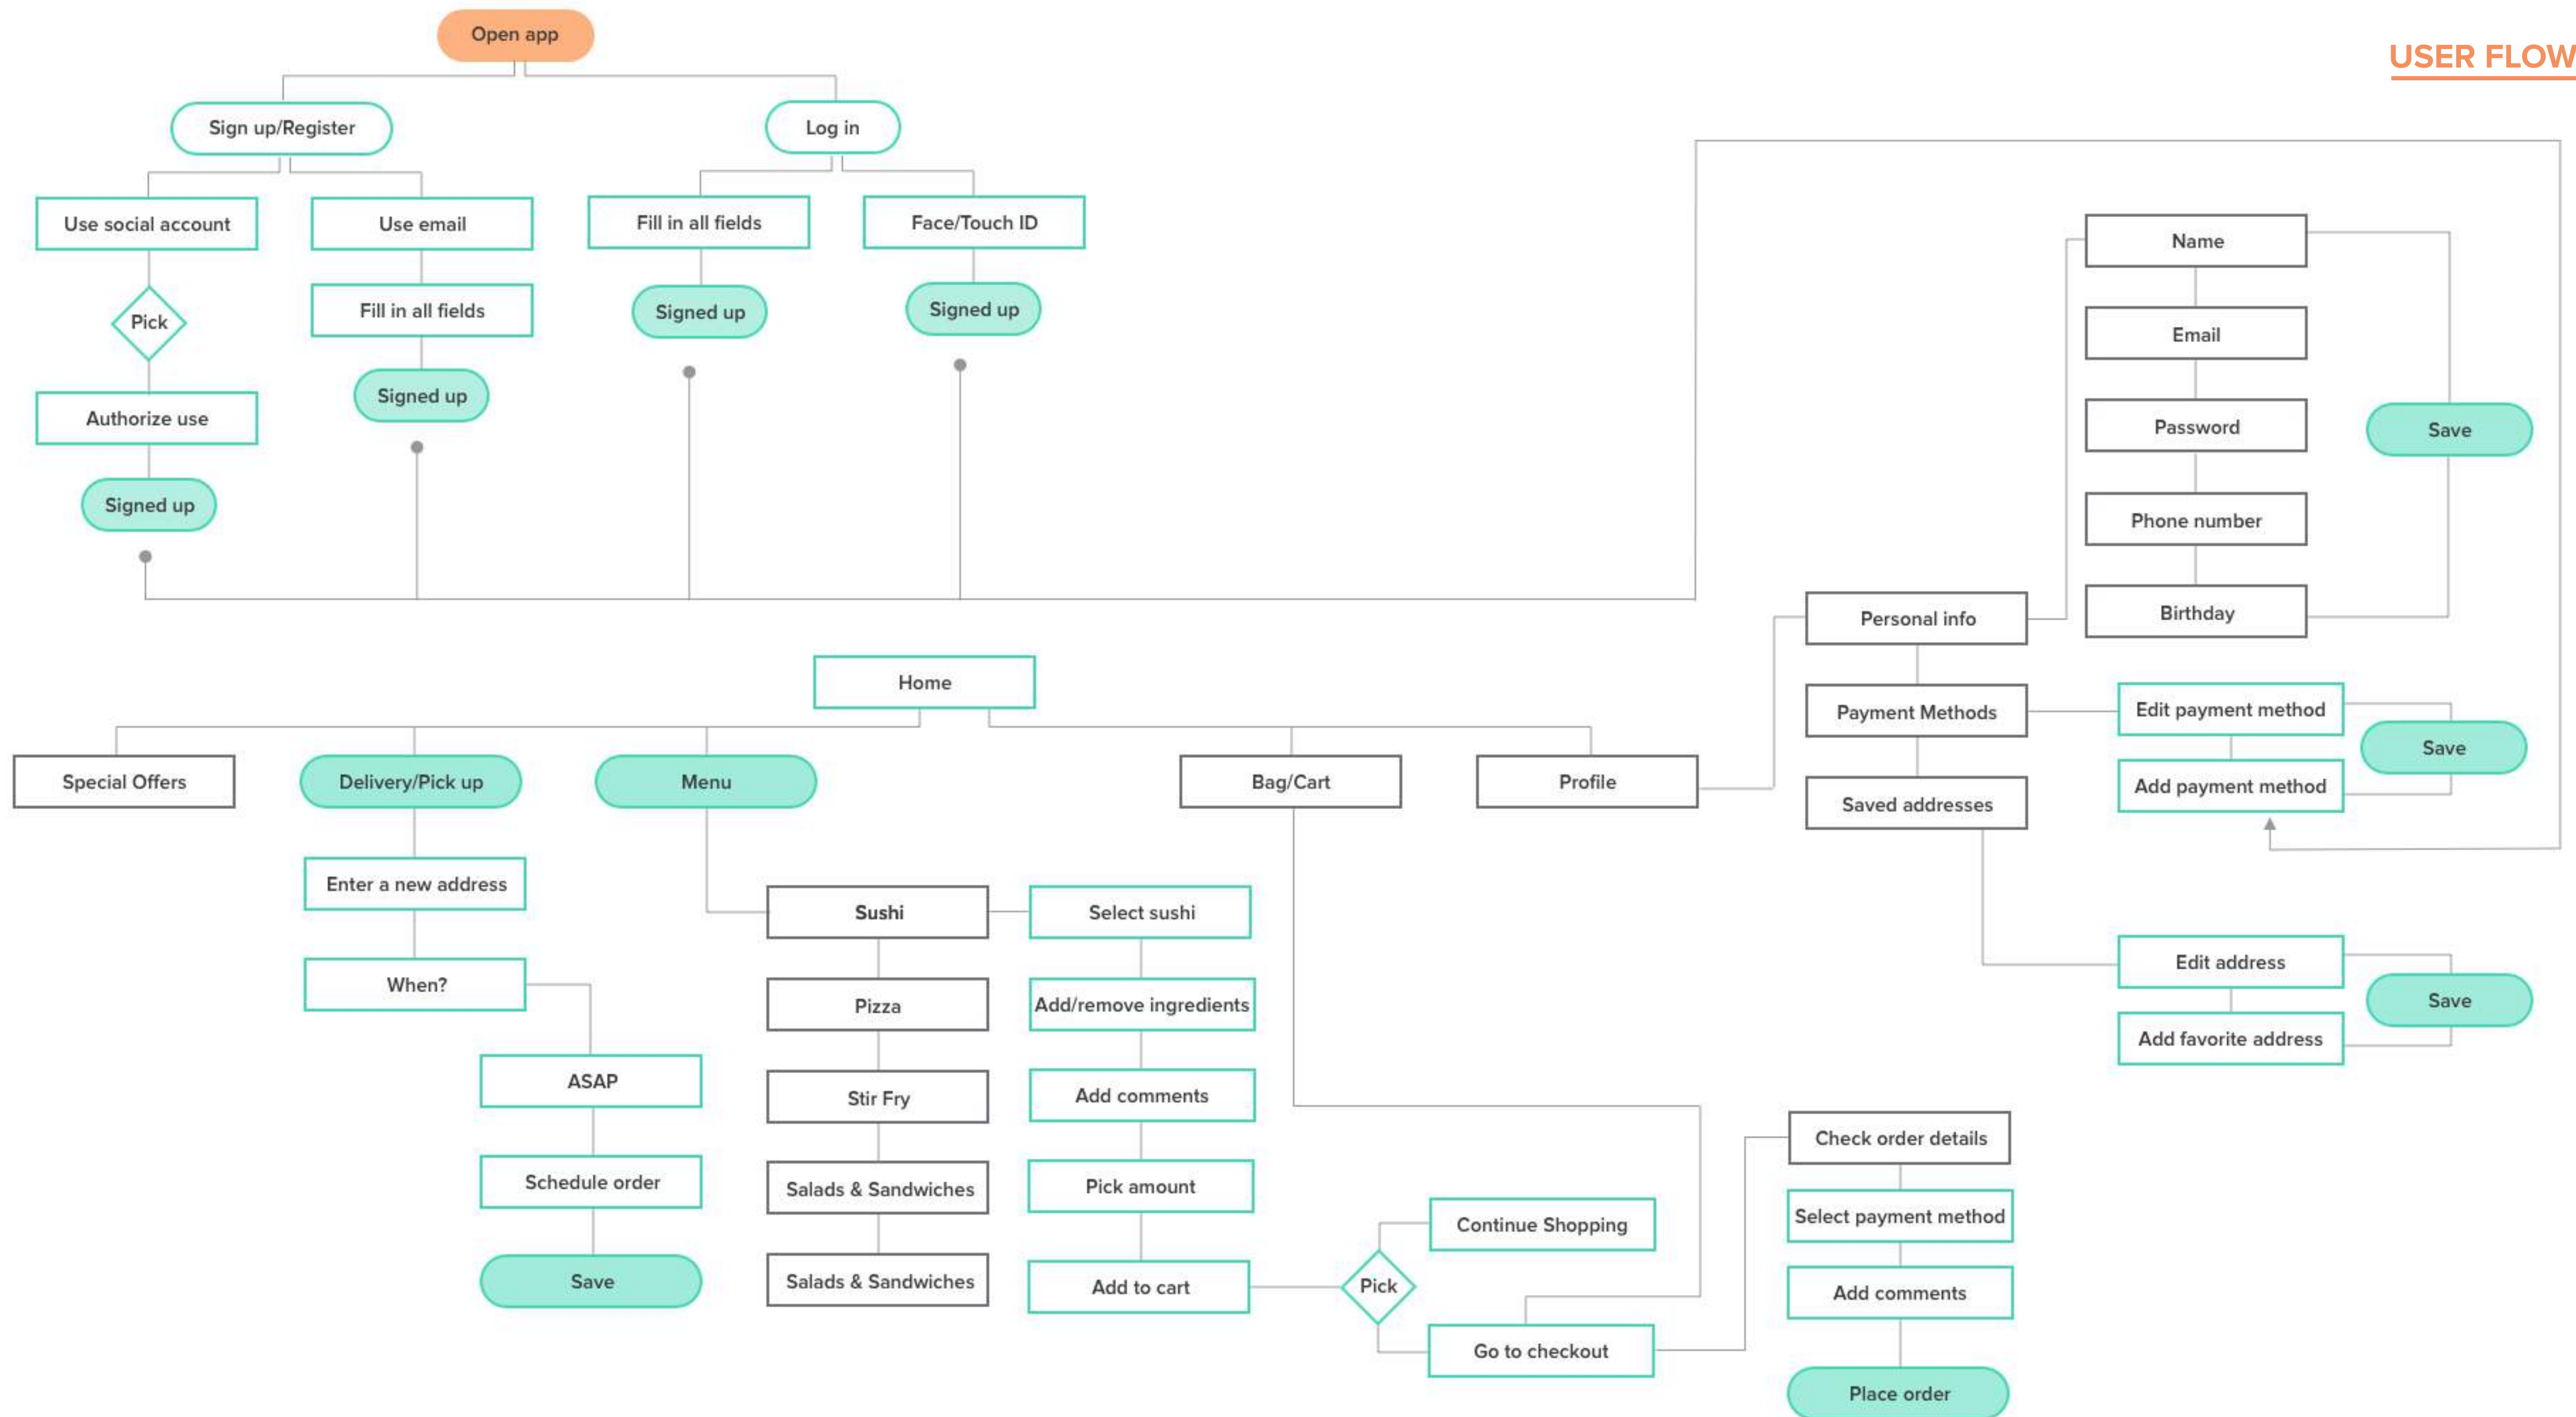 Open app
USER FLOW
Sign up/Register
Log in
Use social account
Use email
Fill in all fields
Face/Touch ID
Pick
Fill in all fields
Signed up
Signed up
Authorize use
Signed up
Signed up
Name
Email
Password
Save
Phone number
Birthday
Personal info
Payment Methods
Saved addresses
Edit payment method
Save
Add payment method
Home
Special Offers
Delivery/Pick up
Menu
Bag/Cart
Profile
Enter a new address
When?
ASAP
Schedule order
Save
Sushi
Pizza
Stir Fry
Salads & Sandwiches
Salads & Sandwiches
Select sushi
Add/remove ingredients
Add comments
Pick amount
Add to cart
Pick
Continue Shopping
Go to checkout
Edit address
Save
Add favorite address
Check order details
Select payment method
Add comments
Place order